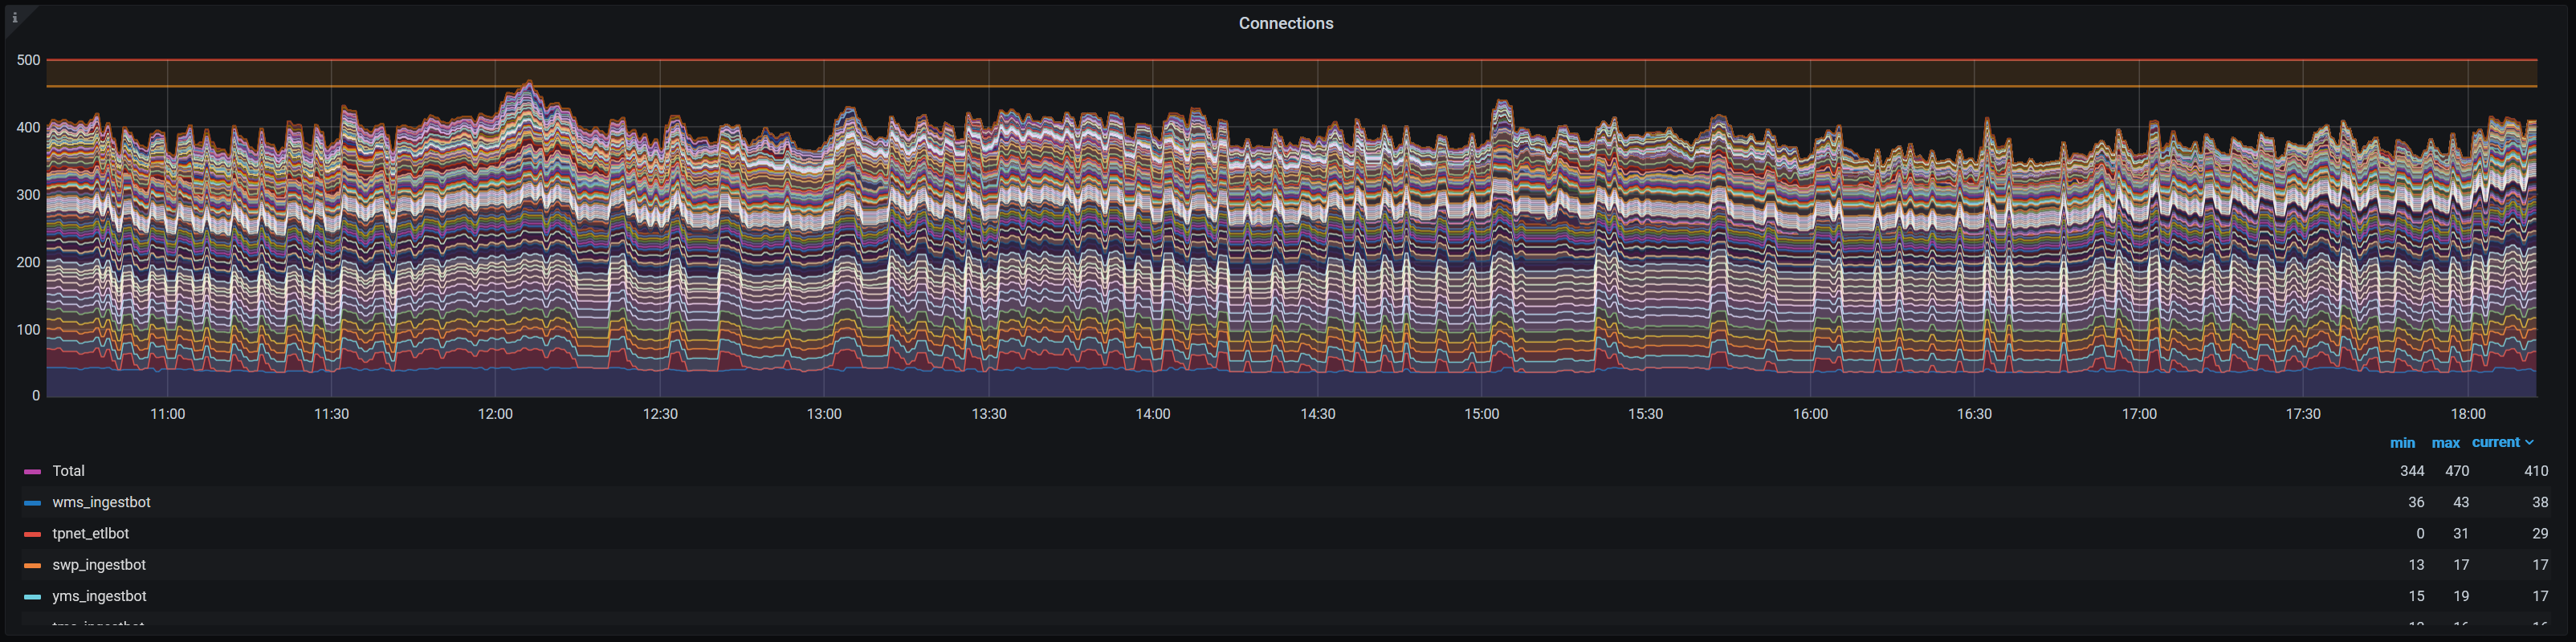 i
Connections
500
400
300
200
100
0
11:00 11:30 12:00 12:30 13:00 13:30 14:00 14:30 15:00 15:30 16:00 16:30 17:00 17:30 18:00
min max current
Total 344 470 410
wms_ingestbot 36 43 38
tpnet_etlbot 0 31 29
swp_ingestbot 13 17 17
yms_ingestbot 15 19 17